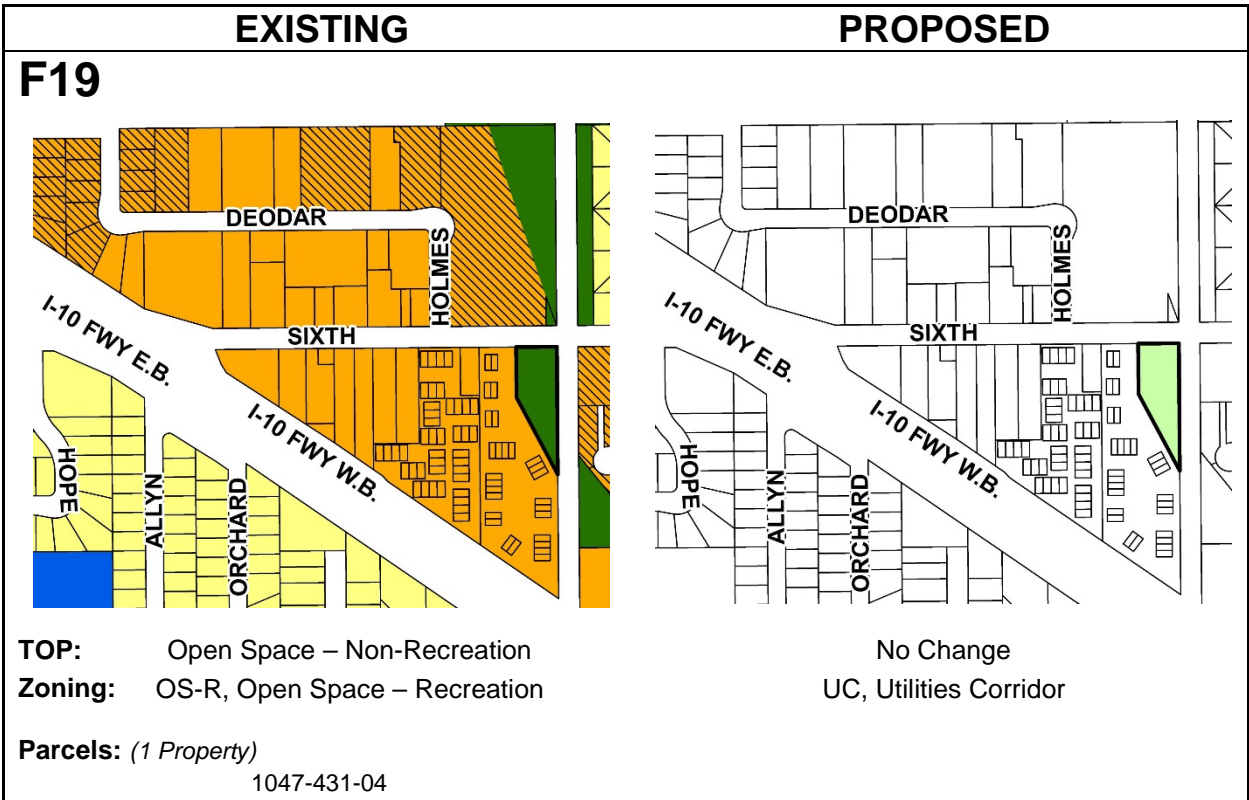 EXISTING PROPOSED
F19
DEODAR
HOLMES
I-10 FWY E.B.
SIXTH
I-10 FWY W.B.
HOPE
ALLYN
ORCHARD
DEODAR
HOLMES
I-10 FWY E.B.
SIXTH
I-10 FWY W.B.
HOPE
ALLYN
ORCHARD
TOP: Open Space – Non-Recreation No Change
Zoning: OS-R, Open Space – Recreation UC, Utilities Corridor
Parcels: (1 Property)
1047-431-04